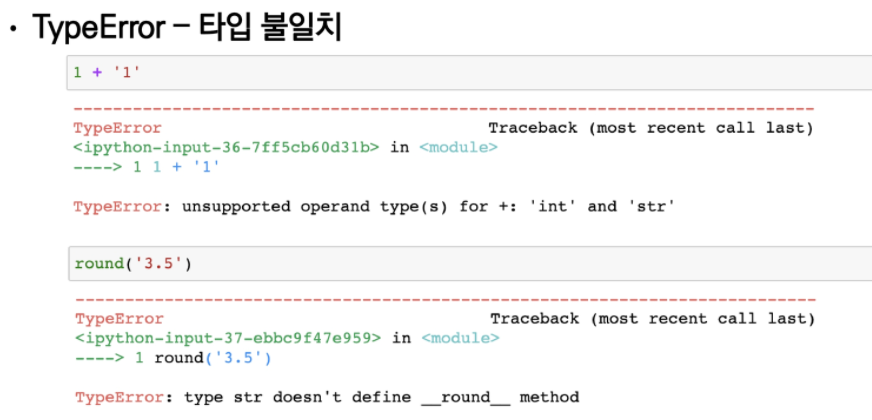 • TypeError – 타입 불일치
1 + '1'
---------------------------------------------------------------------------
TypeError                                 Traceback (most recent call last)
<ipython-input-36-7ff5cb60d31b> in <module>
----> 1 1 + '1'
TypeError: unsupported operand type(s) for +: 'int' and 'str'
round('3.5')
---------------------------------------------------------------------------
TypeError                                 Traceback (most recent call last)
<ipython-input-37-ebbc9f47e959> in <module>
----> 1 round('3.5')
TypeError: type str doesn't define __round__ method